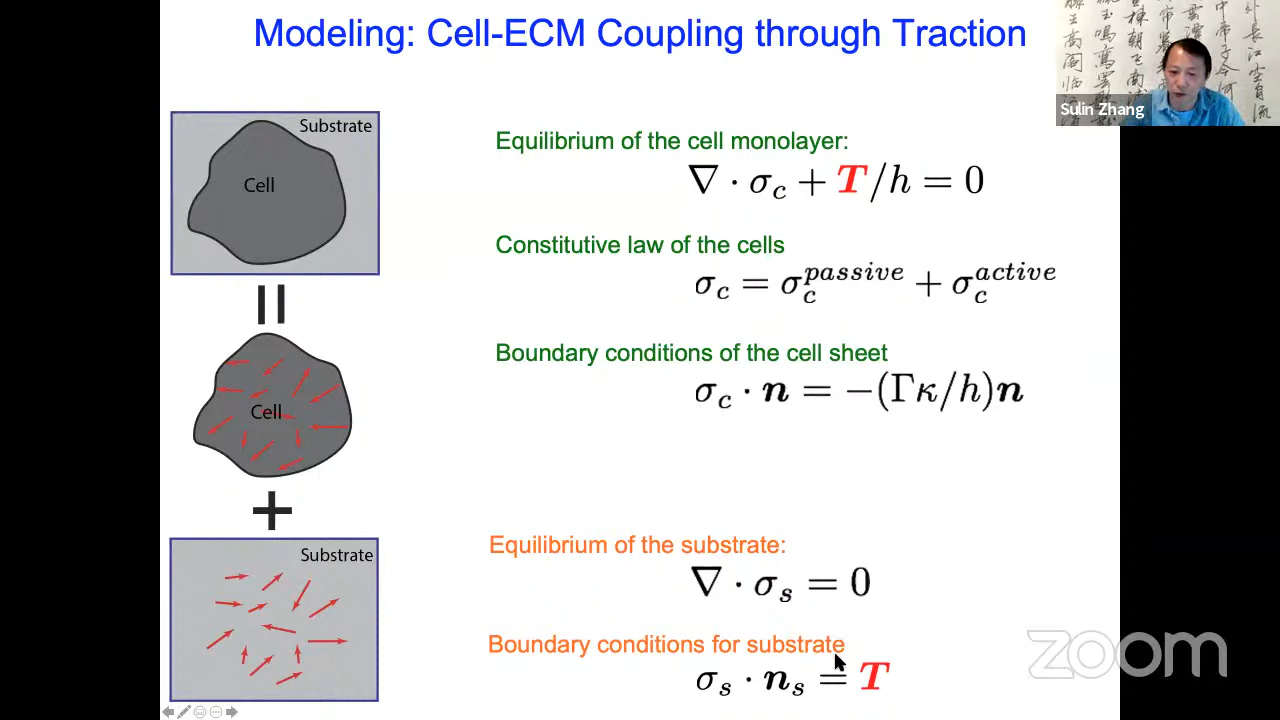 Modeling: Cell-ECM Coupling through Traction
Sulin Zhang
Substrate
Cell
Equilibrium of the cell monolayer:
∇ · σ_c + T/h = 0
Constitutive law of the cells
σ_c = σ_c^{passive} + σ_c^{active}
Boundary conditions of the cell sheet
σ_c · n = −(Γκ/h)n
Cell
Equilibrium of the substrate:
∇ · σ_s = 0
Substrate
Boundary conditions for substrate
σ_s · n_s = T
zoom